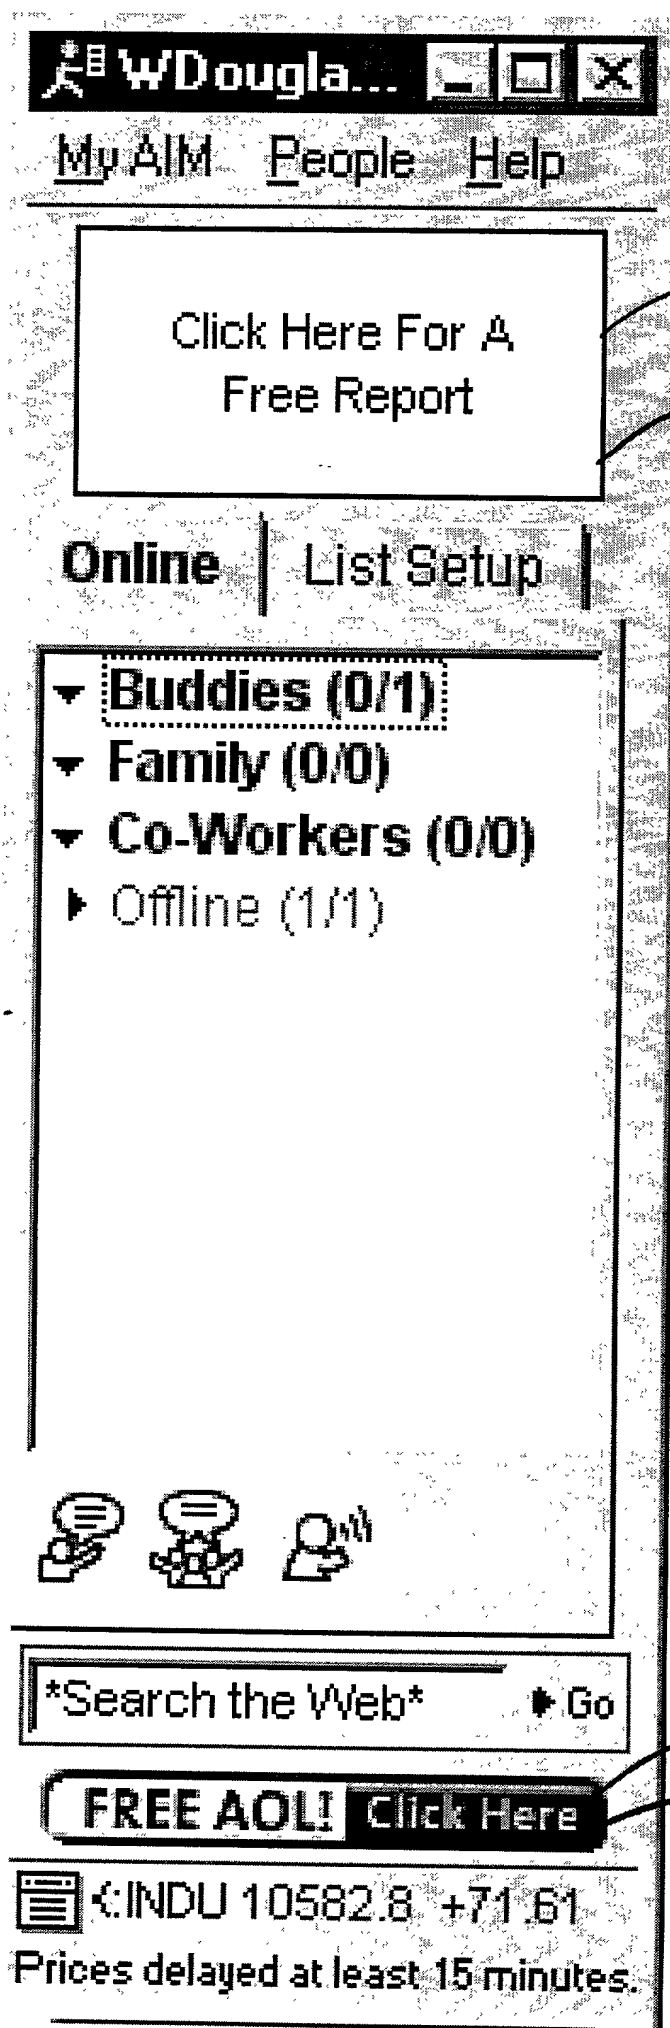 WDougla...
My AIM People Help
Click Here For A
Free Report
Online | List Setup
Buddies (0/1)
Family (0/0)
Co-Workers (0/0)
Offline (1/1)
*Search the Web* Go
FREE AOL! Click Here
INDU 10582.8 +71.61
Prices delayed at least 15 minutes.